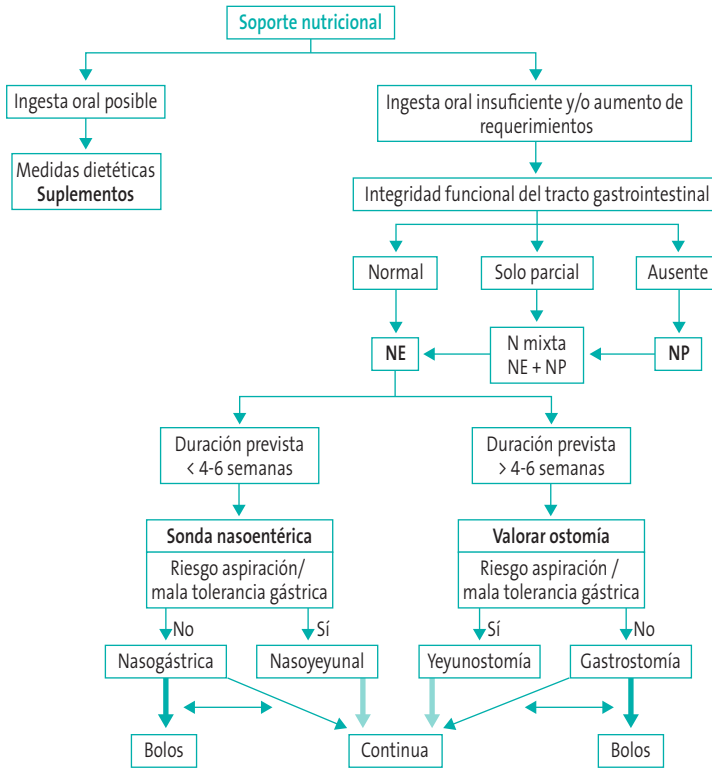 Soporte nutricional
Ingesta oral posible
Ingesta oral insuficiente y/o aumento de
requerimientos
Medidas dietéticas
Suplementos
Integridad funcional del tracto gastrointestinal
Normal
Solo parcial
Ausente
NE
N mixta
NE + NP
NP
Duración prevista
< 4-6 semanas
Duración prevista
> 4-6 semanas
Sonda nasoentérica
Riesgo aspiración/
mala tolerancia gástrica
Valorar ostomía
Riesgo aspiración /
mala tolerancia gástrica
No
Sí
Sí
No
Nasogástrica
Nasoyeyunal
Yeyunostomía
Gastrostomía
Bolos
Continua
Bolos